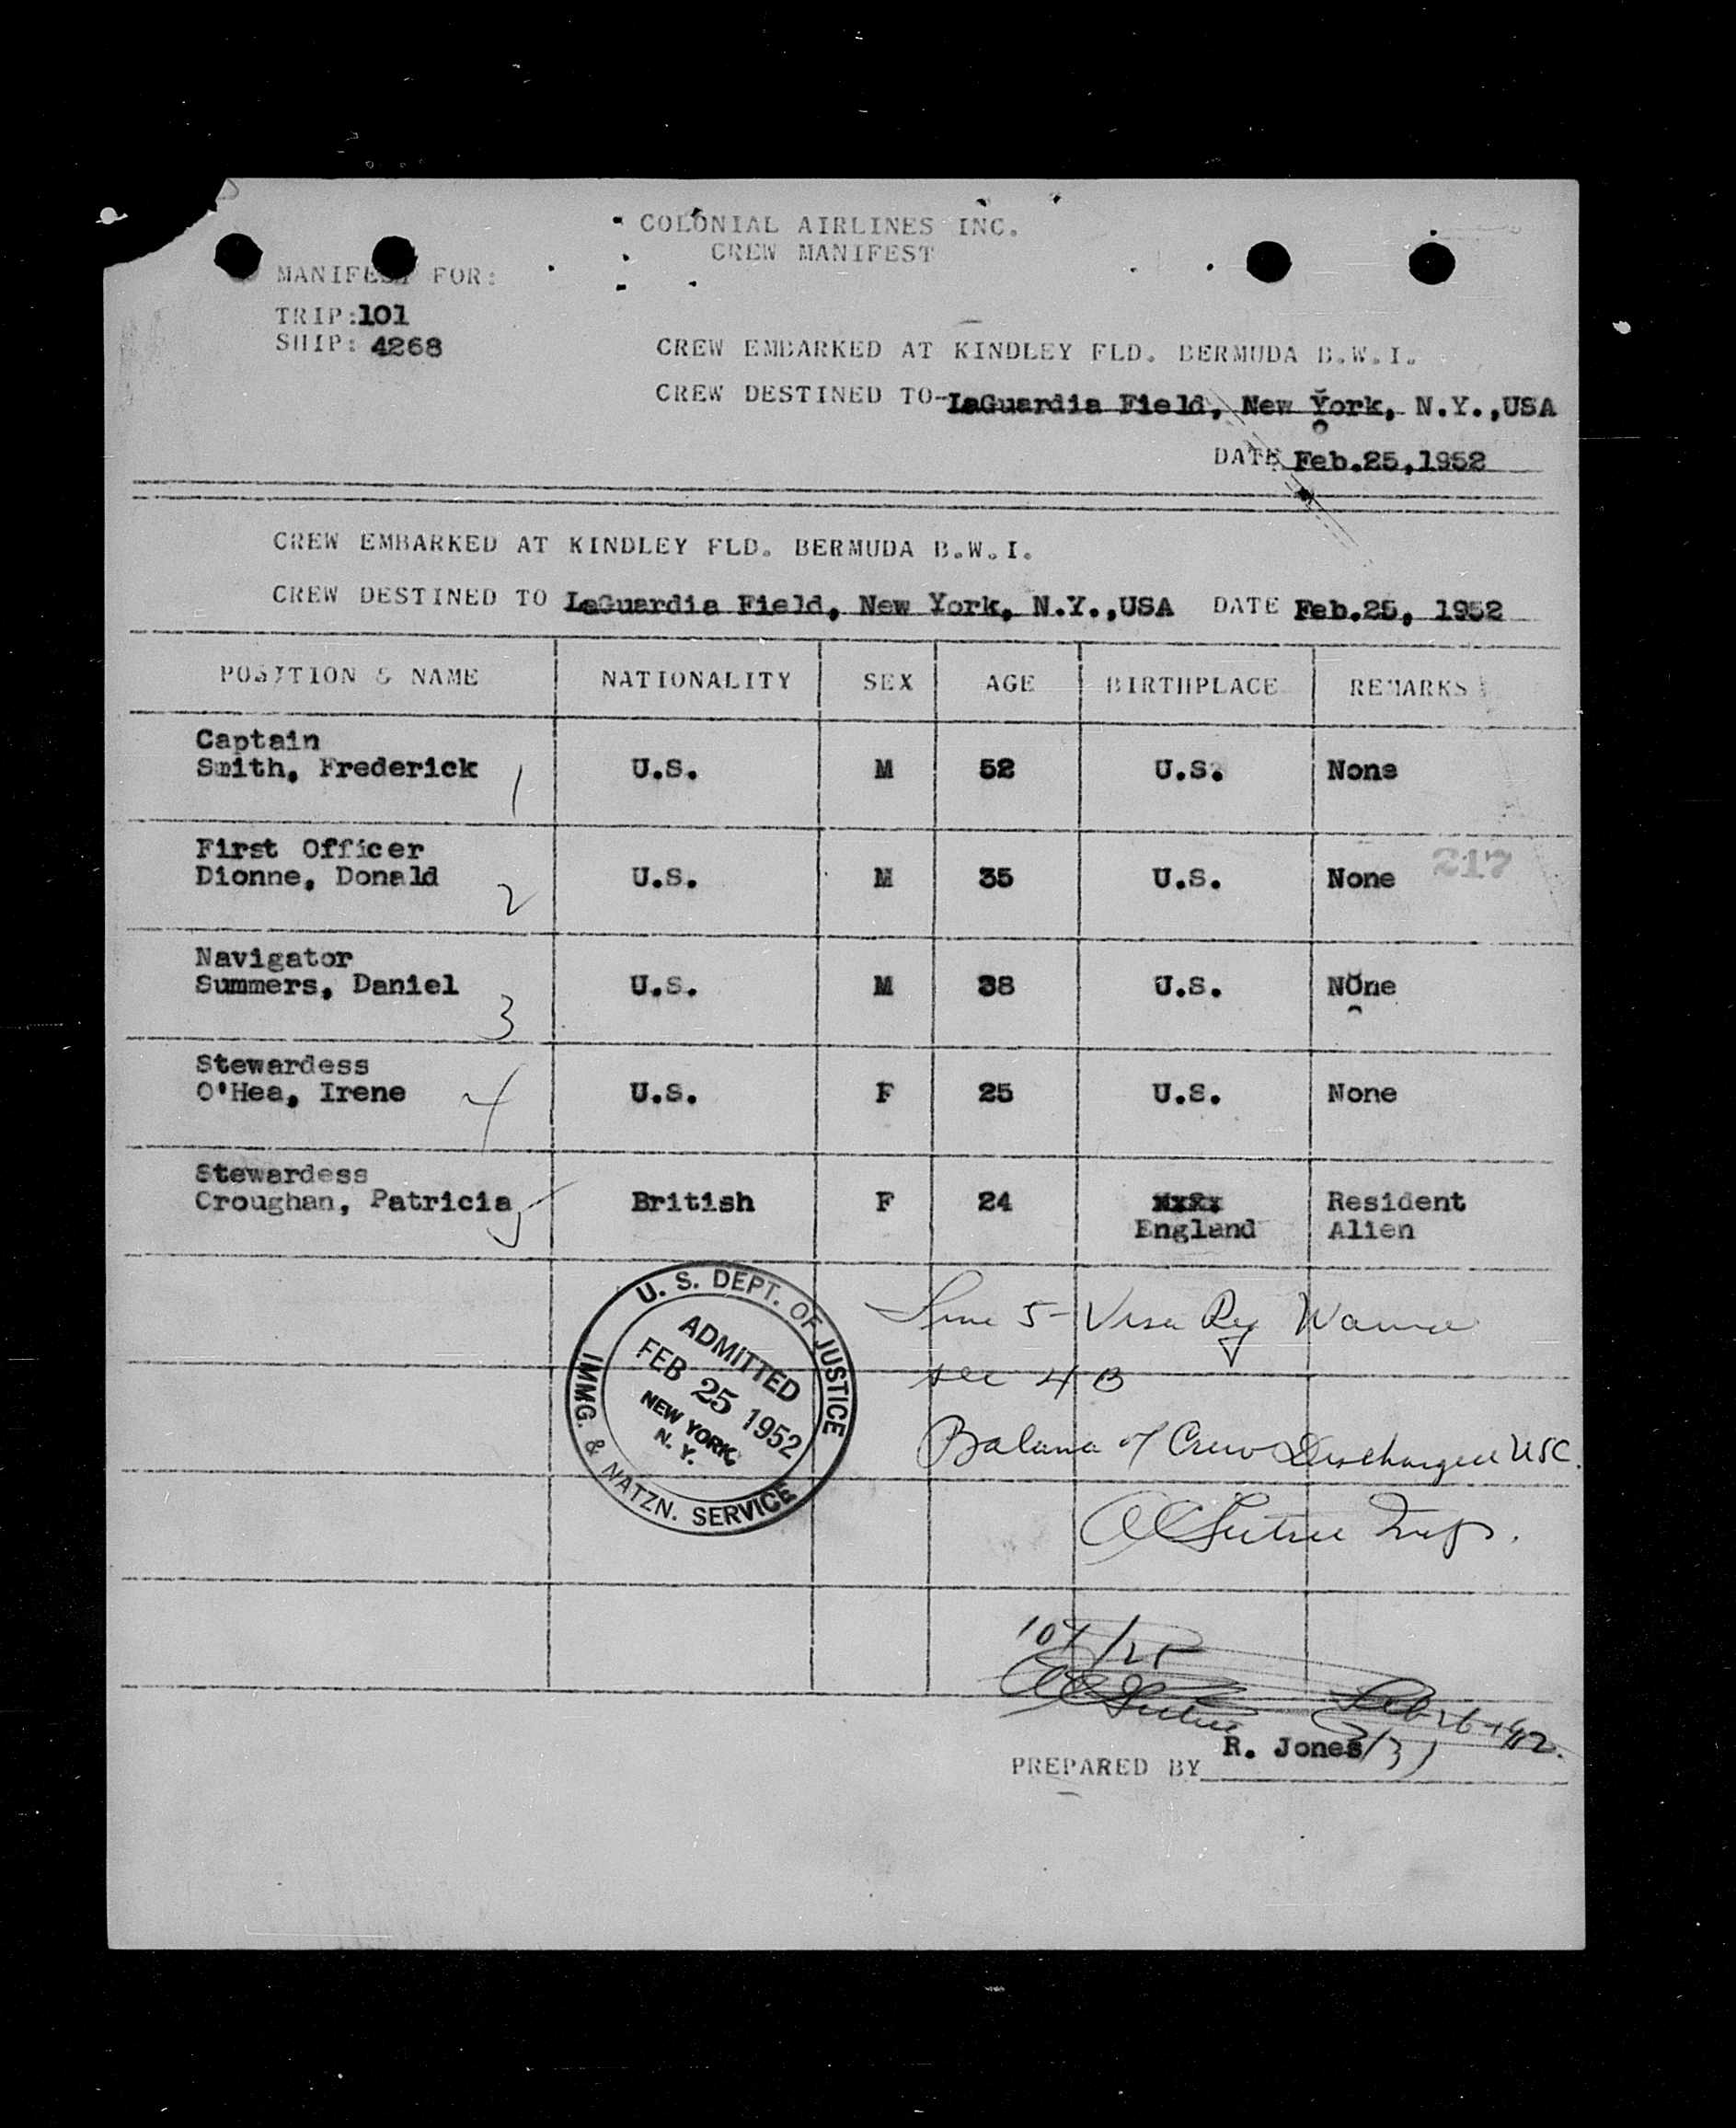 COLONIAL AIRLINES INC.
CREW MANIFEST
MANIFEST FOR:
TRIP:101
SHIP: 4268
CREW EMBARKED AT KINDLEY FLD. BERMUDA B.W.I.
CREW DESTINED TO LaGuardia Field, New York, N.Y.,USA
DATE Feb.25,1952
CREW EMBARKED AT KINDLEY FLD. BERMUDA B.W.I.
CREW DESTINED TO LaGuardia Field, New York, N.Y.,USA DATE Feb.25, 1952
POSITION & NAME NATIONALITY SEX AGE BIRTHPLACE REMARKS
Captain
Smith, Frederick 1 U.S. M 52 U.S. None
First Officer
Dionne, Donald 2 U.S. M 35 U.S. None 217
Navigator
Summers, Daniel 3 U.S. M 38 U.S. NOne
Stewardess
O'Hea, Irene 4 U.S. F 25 U.S. None
Stewardess
Croughan, Patricia 5 British F 24 England Resident
Alien
U. S. DEPT. OF JUSTICE
ADMITTED
FEB 25 1952
NEW YORK,
N. Y.
IMMG. & NATZN. SERVICE
Line 5 - Visa
sec 4 B
Balance of Crew Discharged USC.
Insp.
R. Jones
PREPARED BY